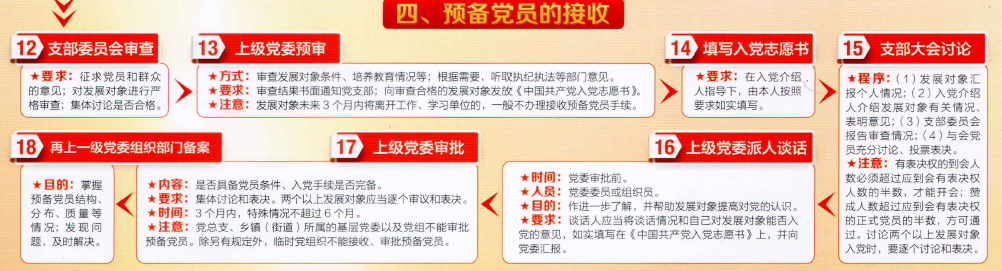 四、预备党员的接收
12 支部委员会审查
★要求：征求党员和群众
的意见；对发展对象进行严
格审查；集体讨论是否合格。
13 上级党委预审
★方式：审查发展对象条件、培养教育情况等；根据需要，听取执纪执法等部门意见。
★要求：审查结果书面通知党支部；向审查合格的发展对象发放《中国共产党入党志愿书》。
★注意：发展对象未来3个月内将离开工作、学习单位的，一般不办理接收预备党员手续。
14 填写入党志愿书
★要求：在入党介绍
人指导下，由本人按照
要求如实填写。
15 支部大会讨论
★程序：（1）发展对象汇
报个人情况；（2）入党介绍
人介绍发展对象有关情况、
表明意见；（3）支部委员会
报告审查情况；（4）与会党
员充分讨论、投票表决。
★注意：有表决权的到会人
数必须超过应到会有表决权
人数的半数，才能开会；赞
成人数超过应到会有表决权
的正式党员的半数，方可通
过。讨论两个以上发展对象
入党时，要逐个讨论和表决。
16 上级党委派人谈话
★时间：党委审批前。
★人员：党委委员或组织员。
★目的：作进一步了解，并帮助发展对象提高对党的认识。
★要求：谈话人应当将谈话情况和自己对发展对象能否入
党的意见，如实填写在《中国共产党入党志愿书》上，并向
党委汇报。
17 上级党委审批
★内容：是否具备党员条件、入党手续是否完备。
★要求：集体讨论和表决。两个以上发展对象应当逐个审议和表决。
★时间：3个月内，特殊情况不超过6个月。
★注意：党总支、乡镇（街道）所属的基层党委以及党组不能审批
预备党员。除另有规定外，临时党组织不能接收、审批预备党员。
18 再上一级党委组织部门备案
★目的：掌握
预备党员结构、
分布、质量等
情况；发现问
题，及时解决。